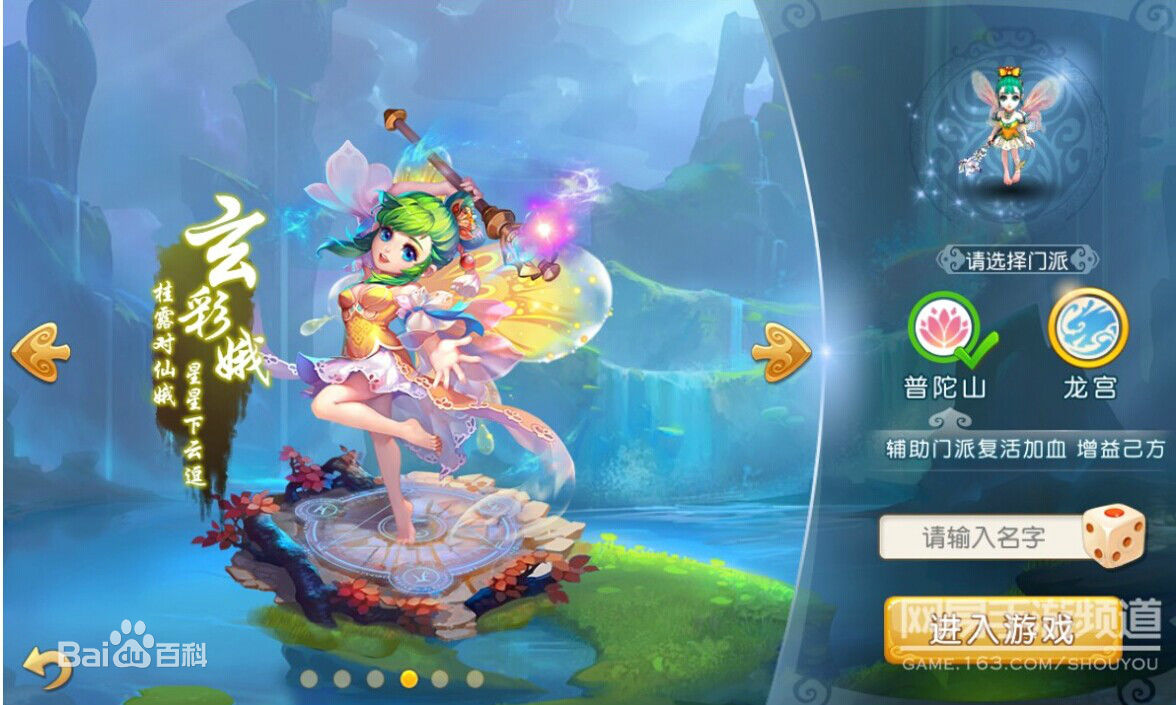 玄彩娥
桂露对仙娥
星星下云逗
请选择门派
普陀山
龙宫
辅助门派复活加血 增益己方
请输入名字
进入游戏
网易手游频道
GAME.163.COM/SHOUYOU
Bai百科